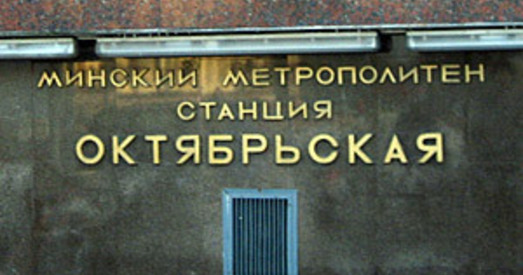 МИНСКИЙ МЕТРОПОЛИТЕН
СТАНЦИЯ
ОКТЯБРЬСКАЯ